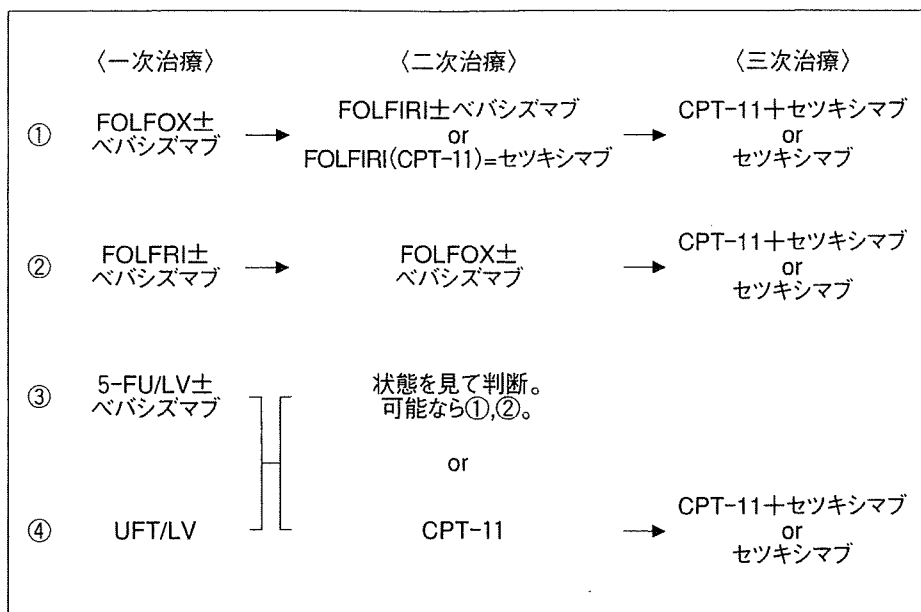 〈一次治療〉 〈二次治療〉 〈三次治療〉
① FOLFOX±
ベバシズマブ
FOLFIRI±ベバシズマブ
or
FOLFIRI(CPT-11)=セツキシマブ
CPT-11+セツキシマブ
or
セツキシマブ
② FOLFRI±
ベバシズマブ
FOLFOX±
ベバシズマブ
CPT-11+セツキシマブ
or
セツキシマブ
③ 5-FU/LV±
ベバシズマブ
状態を見て判断。
可能なら①,②。
or
④ UFT/LV
CPT-11
CPT-11+セツキシマブ
or
セツキシマブ